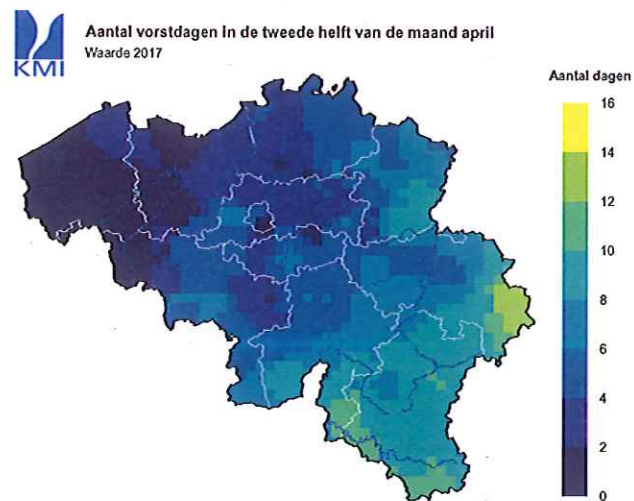 KMI
Aantal vorstdagen in de tweede helft van de maand april
Waarde 2017
Aantal dagen
16
14
12
10
8
6
4
2
0